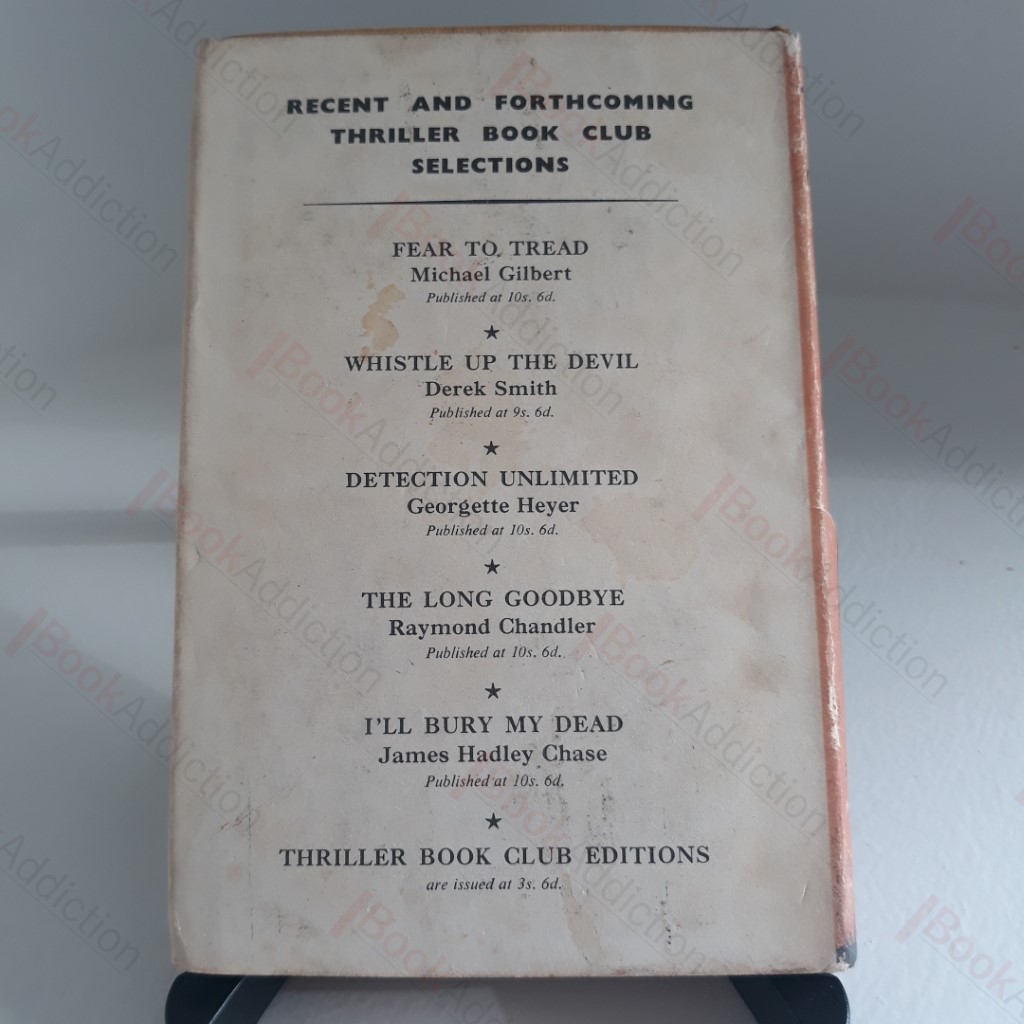 RECENT AND FORTHCOMING
THRILLER BOOK CLUB
SELECTIONS
FEAR TO TREAD
Michael Gilbert
Published at 10s. 6d.
★
WHISTLE UP THE DEVIL
Derek Smith
Published at 9s. 6d.
★
DETECTION UNLIMITED
Georgette Heyer
Published at 10s. 6d.
★
THE LONG GOODBYE
Raymond Chandler
Published at 10s. 6d.
★
I'LL BURY MY DEAD
James Hadley Chase
Published at 10s. 6d.
★
THRILLER BOOK CLUB EDITIONS
are issued at 3s. 6d.
BookAddiction